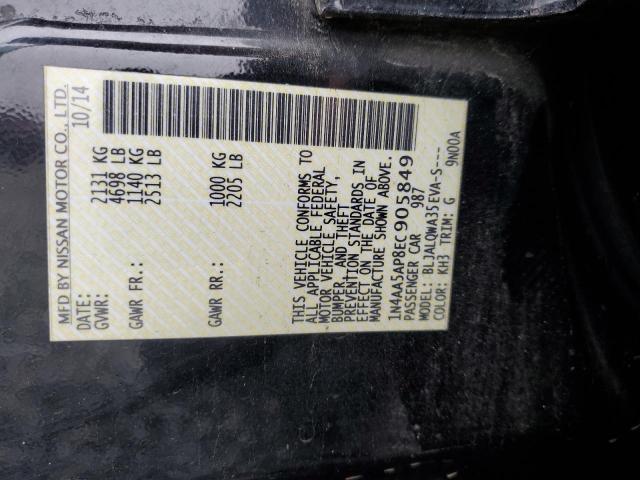 MFD BY NISSAN MOTOR CO., LTD.
DATE: 10/14
GVWR: 2131 KG
4698 LB
GAWR FR.: 1140 KG
2513 LB
GAWR RR.: 1000 KG
2205 LB
THIS VEHICLE CONFORMS TO
ALL APPLICABLE FEDERAL
MOTOR VEHICLE SAFETY,
BUMPER, AND THEFT
PREVENTION STANDARDS IN
EFFECT ON THE DATE OF
MANUFACTURE SHOWN ABOVE.
1N4AA5AP8EC905849
PASSENGER CAR 987
MODEL: BLJALQWA35EVA-S---
COLOR: KH3 TRIM: G 9N00A